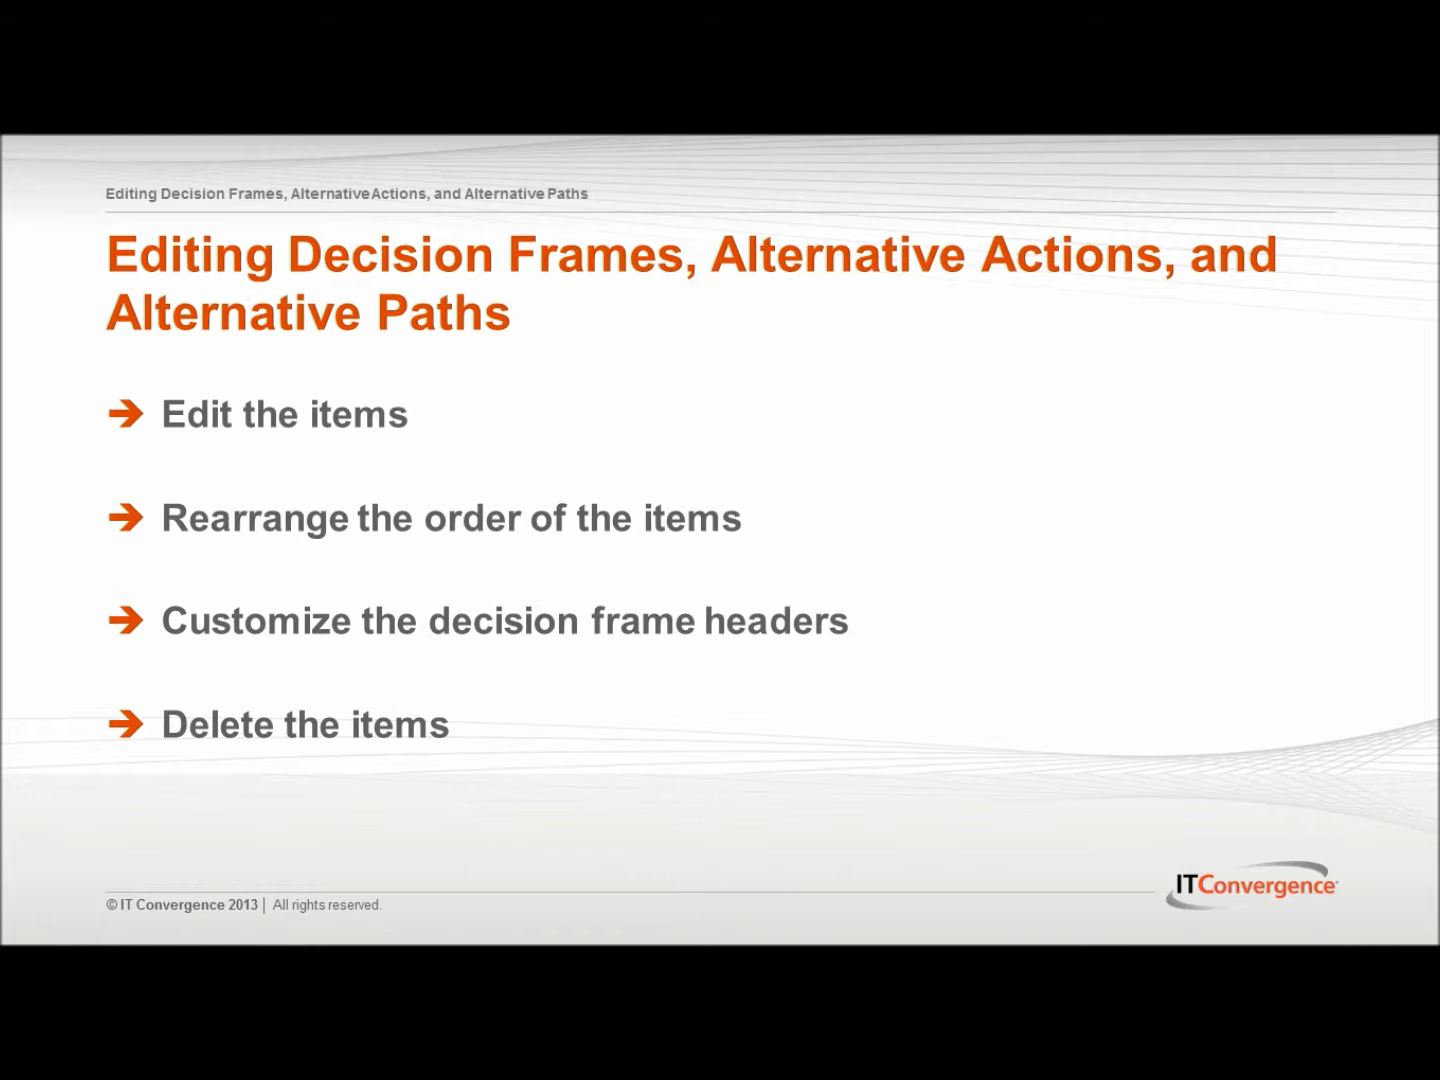 Editing Decision Frames, Alternative Actions, and Alternative Paths
Editing Decision Frames, Alternative Actions, and
Alternative Paths
Edit the items
Rearrange the order of the items
Customize the decision frame headers
Delete the items
© IT Convergence 2013 | All rights reserved.
ITConvergence